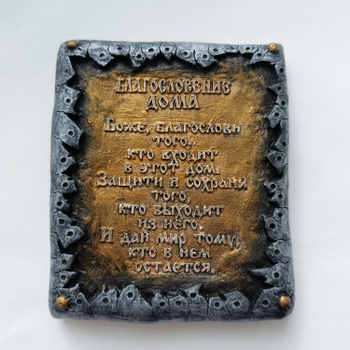 БЛАГОСЛОВЕНИЕ
ДОМА
Боже, благослови
того,
кто входит
в этот дом,
Защити и сохрани
того,
кто выходит
из него,
И дай мир тому,
кто в нем
остается.